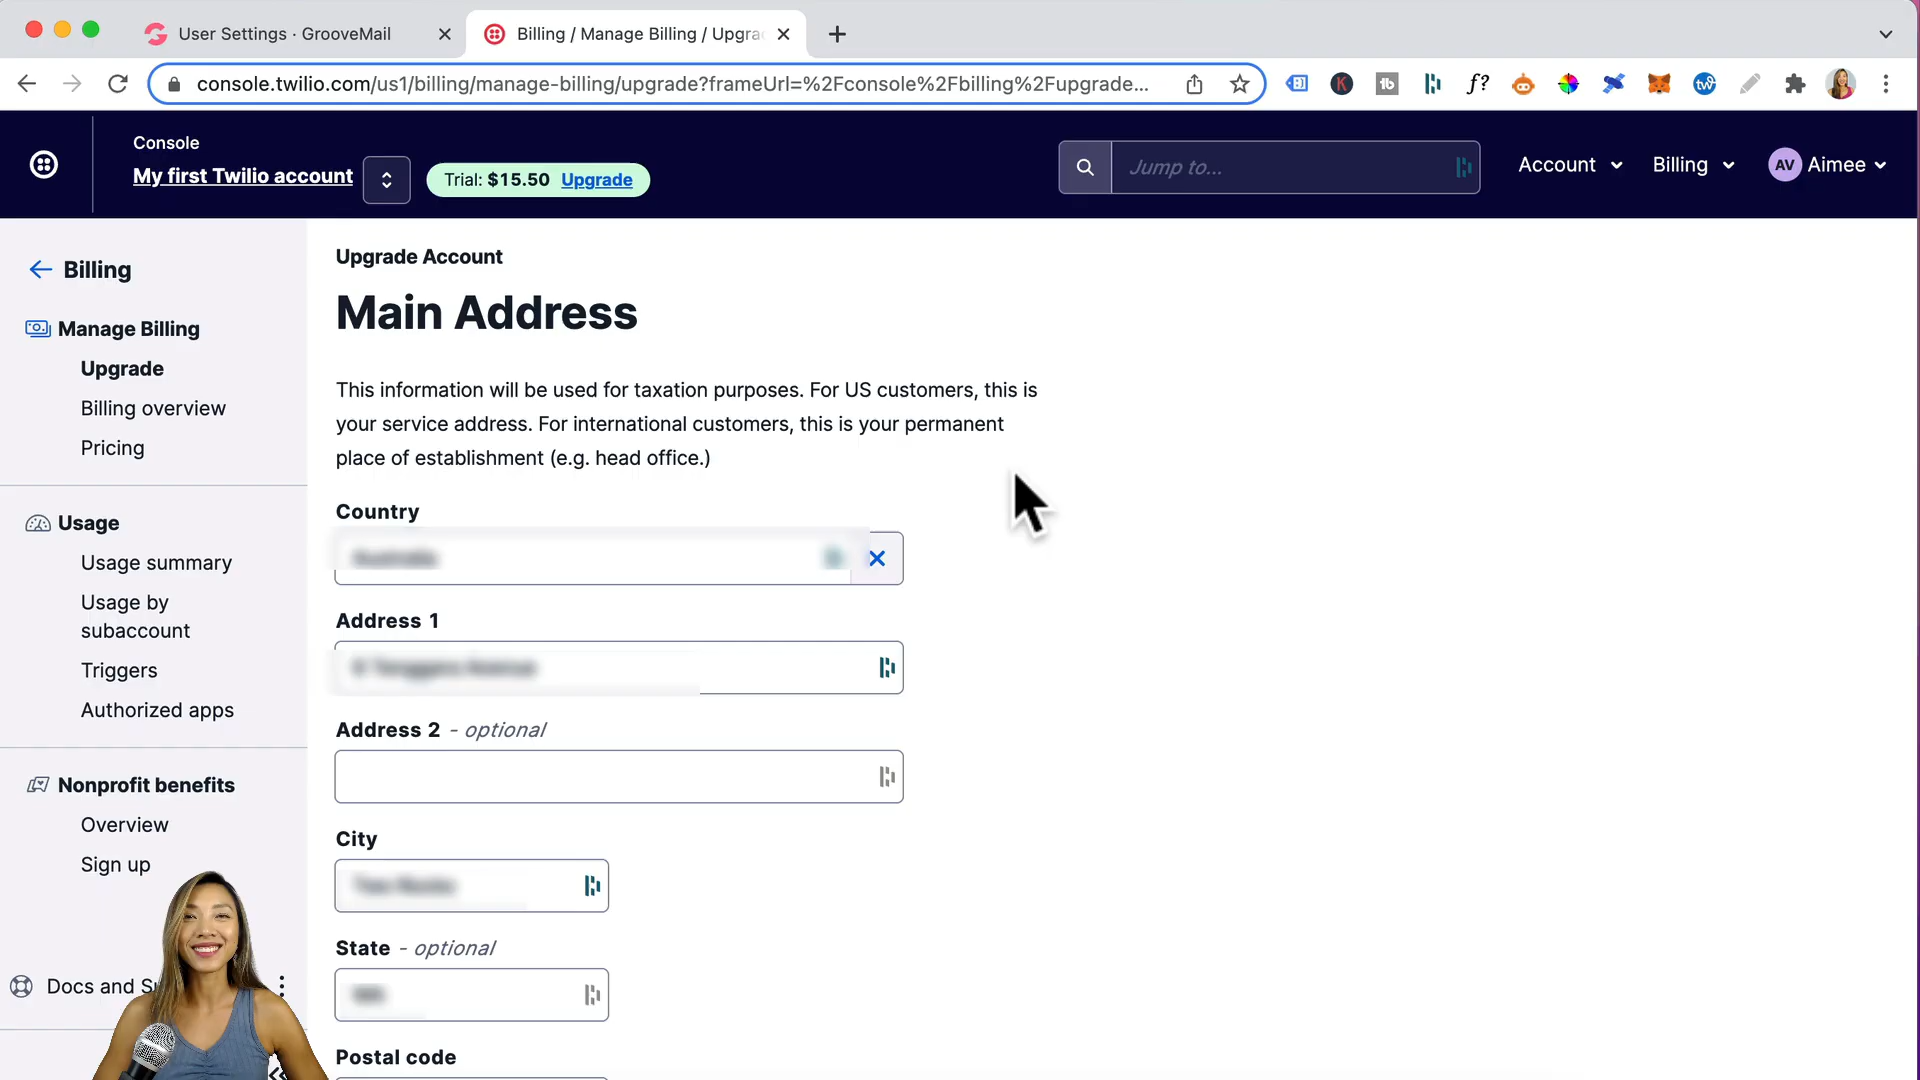 User Settings · GrooveMail
Billing / Manage Billing / Upgra
console.twilio.com/us1/billing/manage-billing/upgrade?frameUrl=%2Fconsole%2Fbilling%2Fupgrade...
Console
My first Twilio account
Trial: $15.50 Upgrade
Jump to...
Account
Billing
AV Aimee
Billing
Manage Billing
Upgrade
Billing overview
Pricing
Usage
Usage summary
Usage by
subaccount
Triggers
Authorized apps
Nonprofit benefits
Overview
Sign up
Docs and Su
Upgrade Account
Main Address
This information will be used for taxation purposes. For US customers, this is
your service address. For international customers, this is your permanent
place of establishment (e.g. head office.)
Country
Address 1
Address 2 - optional
City
State - optional
Postal code